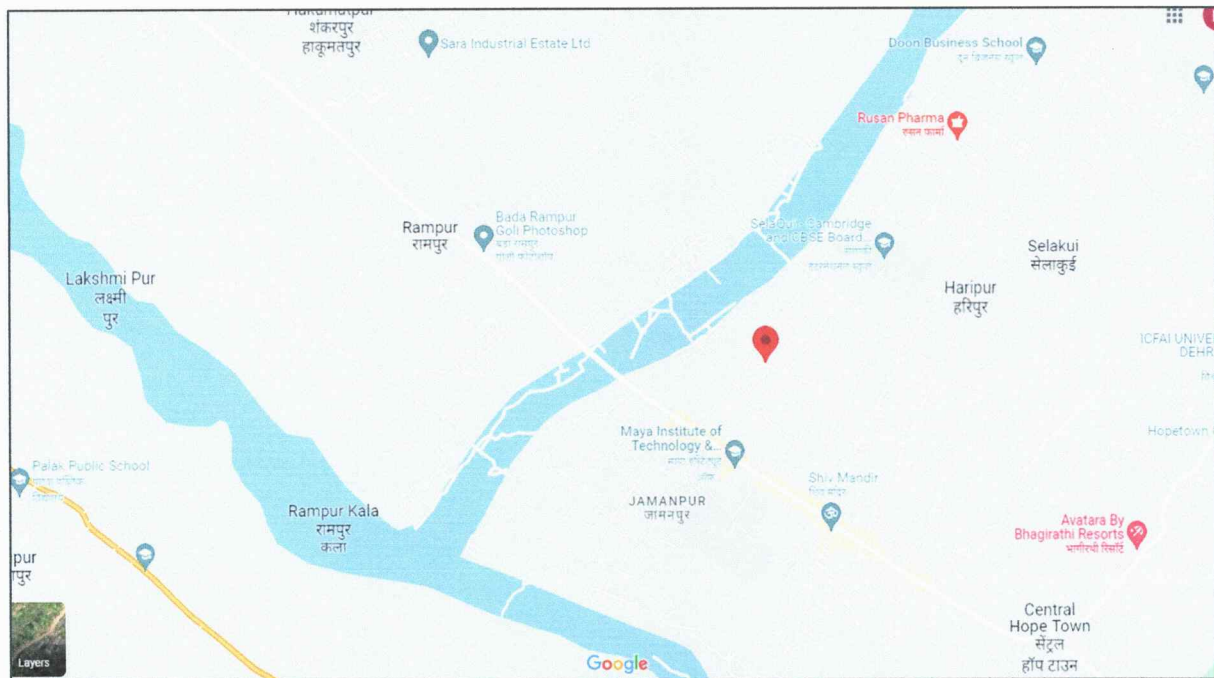 शंकरपुर
हाकूमतपुर
Sara Industrial Estate Ltd
Doon Business School
Rusan Pharma
रुसान फार्मा
Rampur
रामपुर
Bada Rampur
Goli Photoshop
बड़ा रामपुर
and CBSE Board...
Selakui
सेलाकुई
Haripur
हरिपुर
Lakshmi Pur
लक्ष्मी
पुर
ICFAI UNIVE
DEHR
Maya Institute of
Technology &...
Hopetown
Palak Public School
Shiv Mandir
शिव मंदिर
JAMANPUR
जामनपुर
Rampur Kala
रामपुर
कला
Avatara By
Bhagirathi Resorts
भागीरथी रिसॉर्ट
pur
पुर
Central
Hope Town
सेंट्रल
हॉप टाउन
Layers
Google